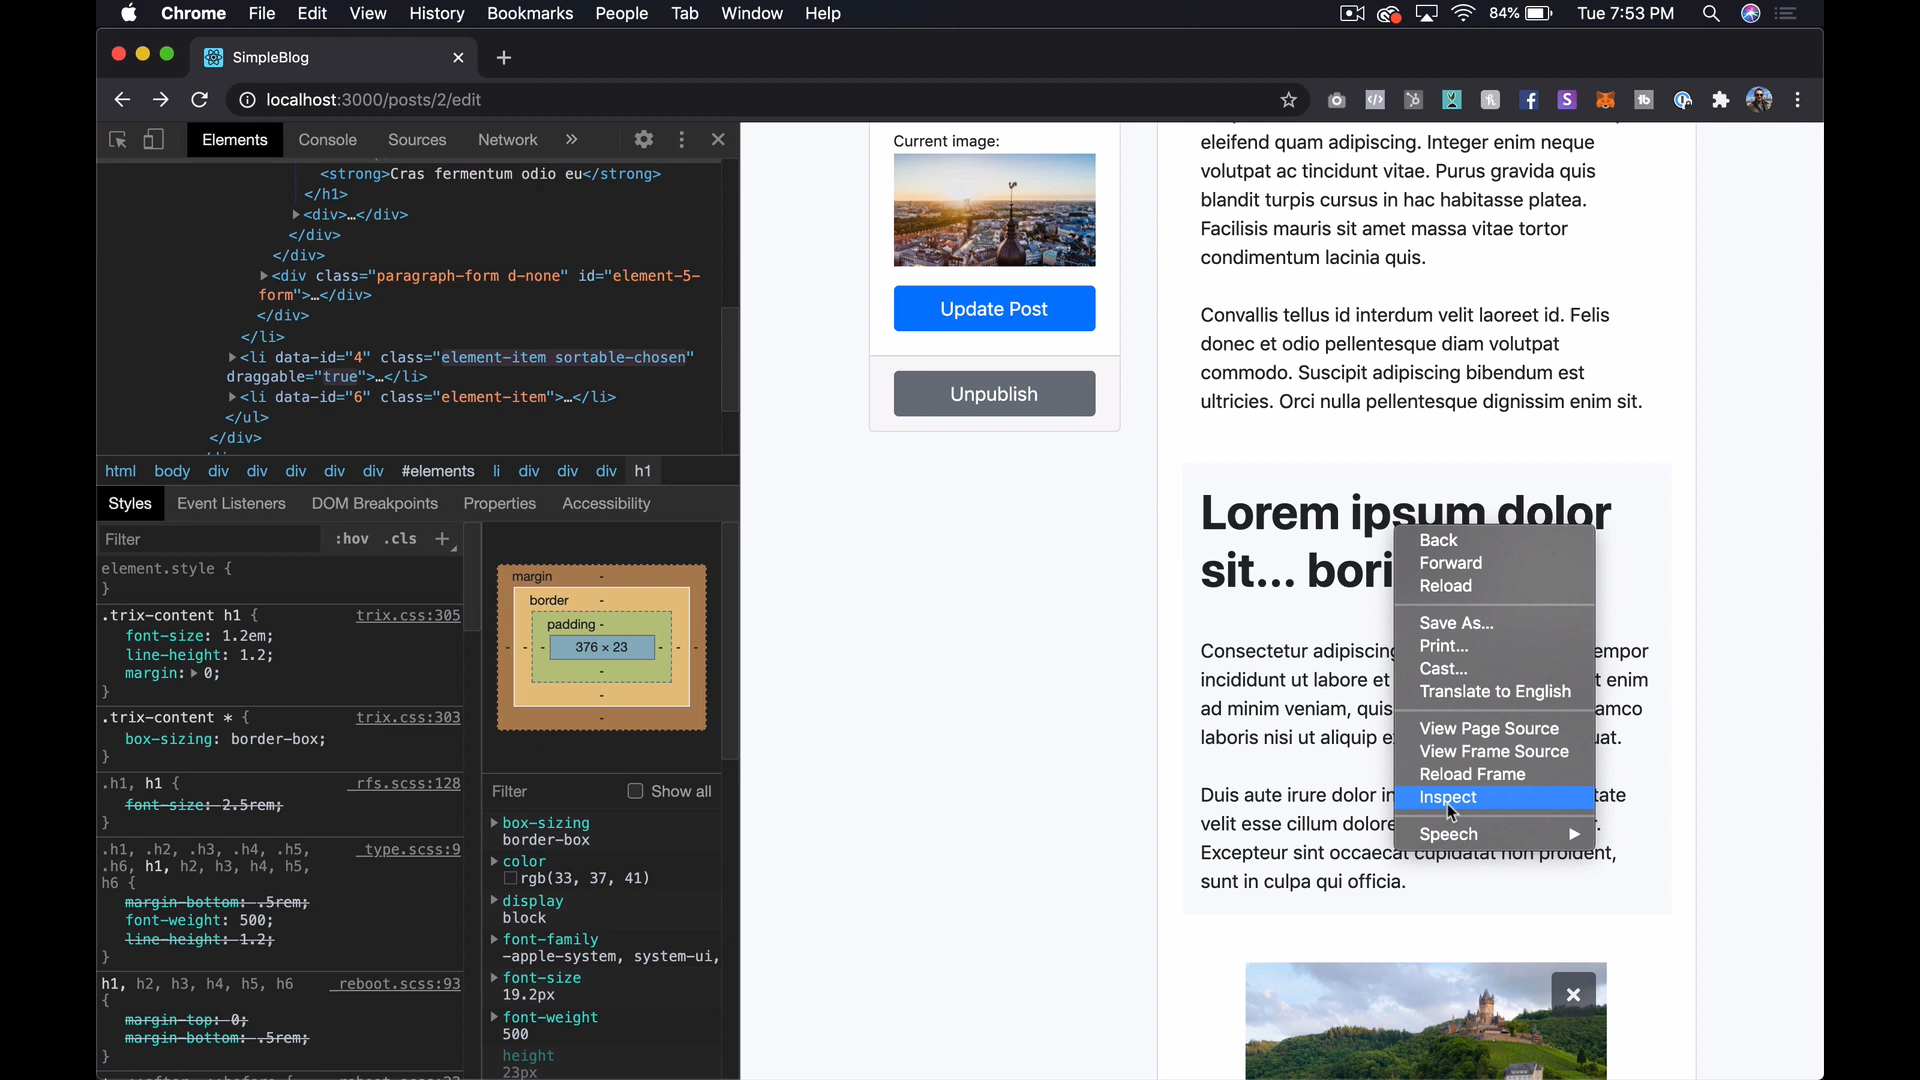 Chrome File Edit View History Bookmarks People Tab Window Help 84% Tue 7:53 PM
SimpleBlog
localhost:3000/posts/2/edit
Elements Console Sources Network
<strong>Cras fermentum odio eu</strong>
</h1>
<div>…</div>
</div>
</div>
<div class="paragraph-form d-none" id="element-5-
form">…</div>
</div>
</li>
<li data-id="4" class="element-item sortable-chosen"
draggable="true">…</li>
<li data-id="6" class="element-item">…</li>
</ul>
</div>
html body div div div div div #elements li div div div h1
Styles Event Listeners DOM Breakpoints Properties Accessibility
Filter :hov .cls +
element.style {
}
.trix-content h1 { trix.css:305
font-size: 1.2em;
line-height: 1.2;
margin: 0;
}
.trix-content * { trix.css:303
box-sizing: border-box;
}
.h1, h1 { _rfs.scss:128
font-size: 2.5rem;
}
.h1, .h2, .h3, .h4, .h5, _type.scss:9
.h6, h1, h2, h3, h4, h5,
h6 {
margin-bottom: .5rem;
font-weight: 500;
line-height: 1.2;
}
h1, h2, h3, h4, h5, h6 _reboot.scss:93
{
margin-top: 0;
margin-bottom: .5rem;
}
margin -
border -
padding -
376 × 23
Filter Show all
box-sizing
border-box
color
rgb(33, 37, 41)
display
block
font-family
-apple-system, system-ui,
font-size
19.2px
font-weight
500
height
23px
Current image:
Update Post
Unpublish
eleifend quam adipiscing. Integer enim neque
volutpat ac tincidunt vitae. Purus gravida quis
blandit turpis cursus in hac habitasse platea.
Facilisis mauris sit amet massa vitae tortor
condimentum lacinia quis.
Convallis tellus id interdum velit laoreet id. Felis
donec et odio pellentesque diam volutpat
commodo. Suscipit adipiscing bibendum est
ultricies. Orci nulla pellentesque dignissim enim sit.
Lorem ipsum dolor
sit... bori
Consectetur adipiscing empor
incididunt ut labore et t enim
ad minim veniam, quis amco
laboris nisi ut aliquip e uat.
Duis aute irure dolor in tate
velit esse cillum dolore .
Excepteur sint occaecat cupidatat non proident,
sunt in culpa qui officia.
Back
Forward
Reload
Save As...
Print...
Cast...
Translate to English
View Page Source
View Frame Source
Reload Frame
Inspect
Speech